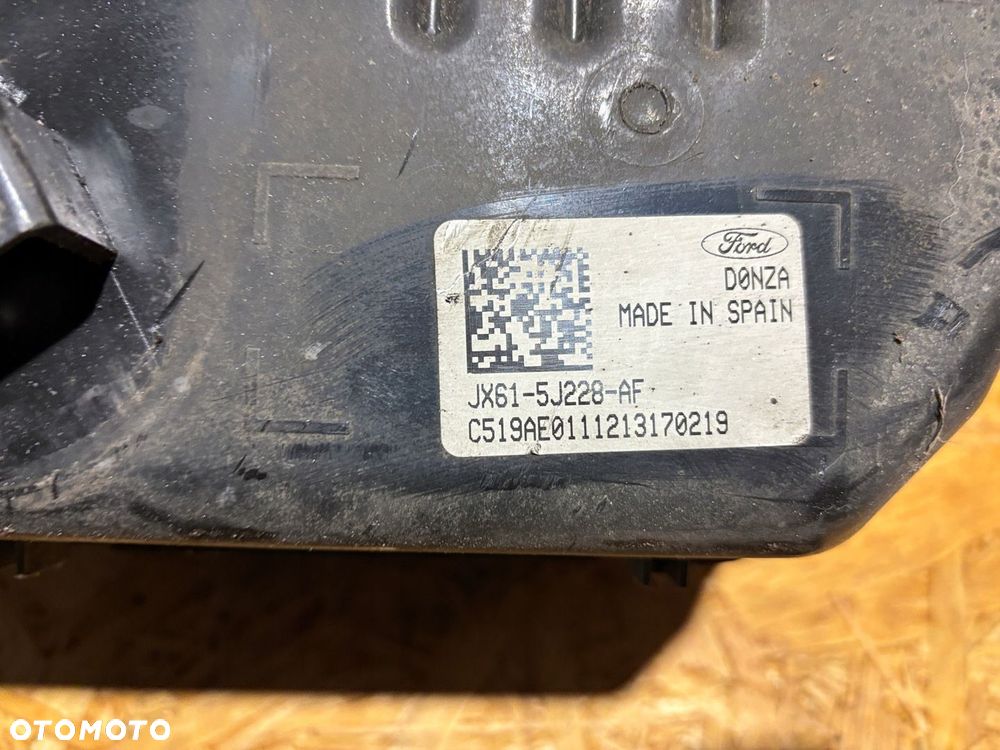 Ford
D0NZA
MADE IN SPAIN
JX61-5J228-AF
C519AE0111213170219
OTOMOTO